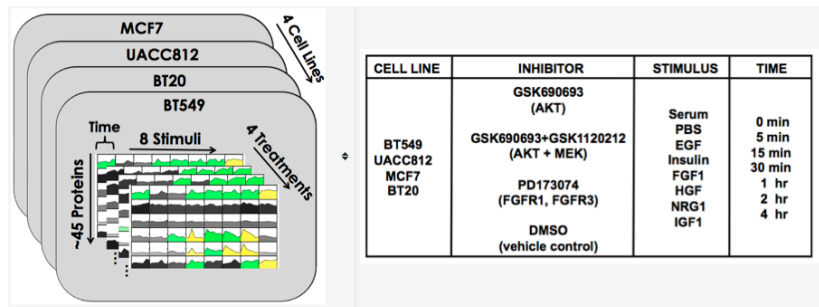 MCF7
UACC812
BT20
BT549
4 Cell Lines
Time
8 Stimuli
4 Treatments
~45 Proteins
CELL LINE INHIBITOR STIMULUS TIME
BT549
UACC812
MCF7
BT20
GSK690693
(AKT)
GSK690693+GSK1120212
(AKT + MEK)
PD173074
(FGFR1, FGFR3)
DMSO
(vehicle control)
Serum
PBS
EGF
Insulin
FGF1
HGF
NRG1
IGF1
0 min
5 min
15 min
30 min
1 hr
2 hr
4 hr